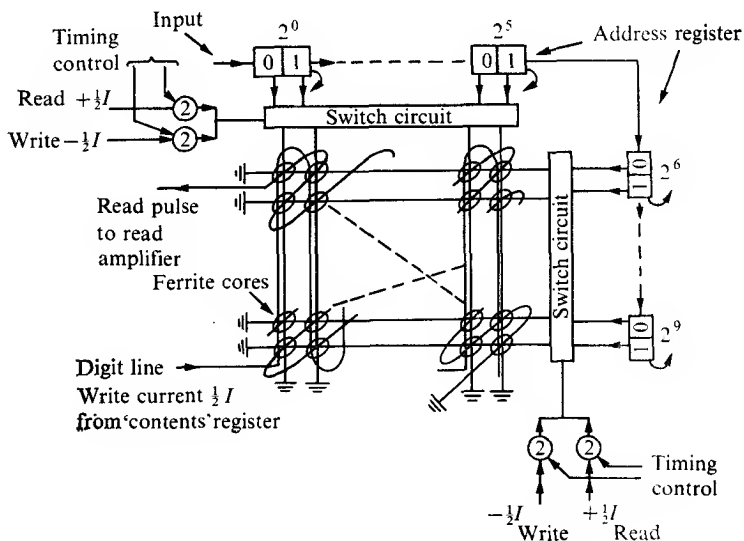 Input
2⁰
2⁵
Address register
Timing
control
0 1
0 1
Read +½I
2
Write −½I
2
Switch circuit
0
1
2⁶
Read pulse
to read
amplifier
Switch circuit
Ferrite cores
0
1
2⁹
Digit line
Write current ½ I
from 'contents' register
2
2
Timing
control
−½I
Write
+½I
Read